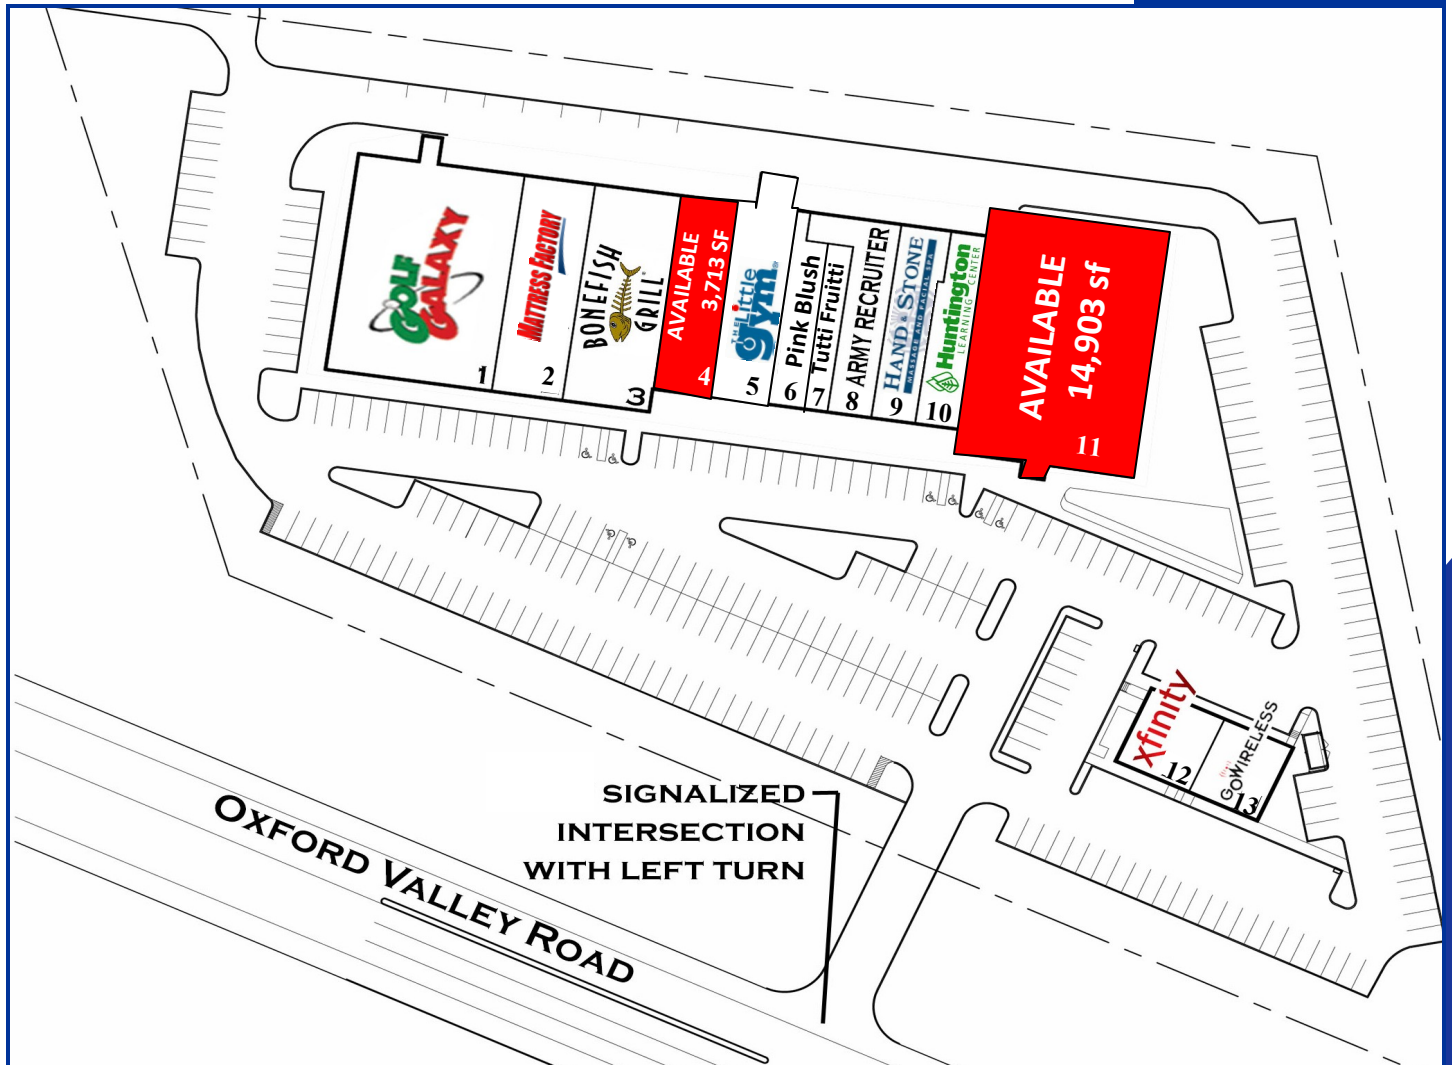 GOLF
GALAXY
1
MATTRESS FACTORY
2
BONEFISH
GRILL
3
AVAILABLE
3,713 SF
4
THE Little
Gym
5
Pink Blush
6
Tutti Fruitti
7
ARMY RECRUITER
8
HAND & STONE
MASSAGE AND FACIAL SPA
9
Huntington
LEARNING CENTER
10
AVAILABLE
14,903 sf
11
xfinity
12
GOWIRELESS
13
SIGNALIZED
INTERSECTION
WITH LEFT TURN
OXFORD VALLEY ROAD